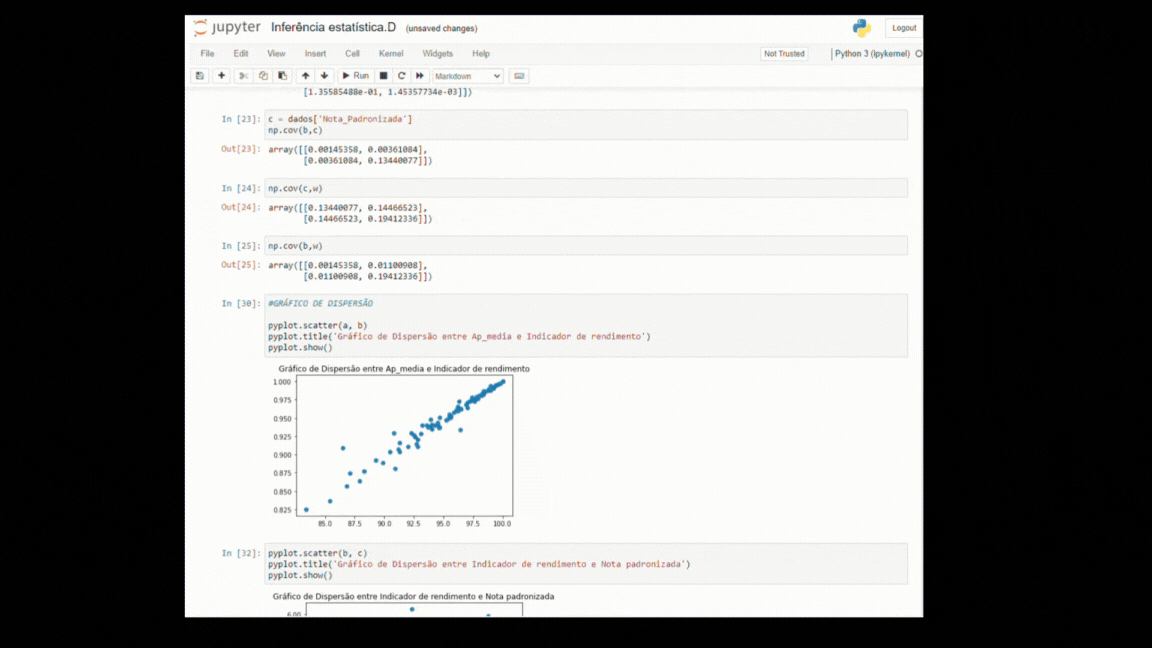 jupyter Inferência estatística.D (unsaved changes) Logout
File Edit View Insert Cell Kernel Widgets Help Not Trusted Python 3 (ipykernel)
Run Markdown
[1.35585488e-01, 1.45357734e-03]])
In [23]: c = dados['Nota_Padronizada']
np.cov(b,c)
Out[23]: array([[0.00145358, 0.00361084],
[0.00361084, 0.13440077]])
In [24]: np.cov(c,w)
Out[24]: array([[0.13440077, 0.14466523],
[0.14466523, 0.19412336]])
In [25]: np.cov(b,w)
Out[25]: array([[0.00145358, 0.01100908],
[0.01100908, 0.19412336]])
In [30]: #GRÁFICO DE DISPERSÃO
pyplot.scatter(a, b)
pyplot.title('Gráfico de Dispersão entre Ap_media e Indicador de rendimento')
pyplot.show()
Gráfico de Dispersão entre Ap_media e Indicador de rendimento
1.000
0.975
0.950
0.925
0.900
0.875
0.850
0.825
85.0 87.5 90.0 92.5 95.0 97.5 100.0
In [32]: pyplot.scatter(b, c)
pyplot.title('Gráfico de Dispersão entre Indicador de rendimento e Nota padronizada')
pyplot.show()
Gráfico de Dispersão entre Indicador de rendimento e Nota padronizada
6.00